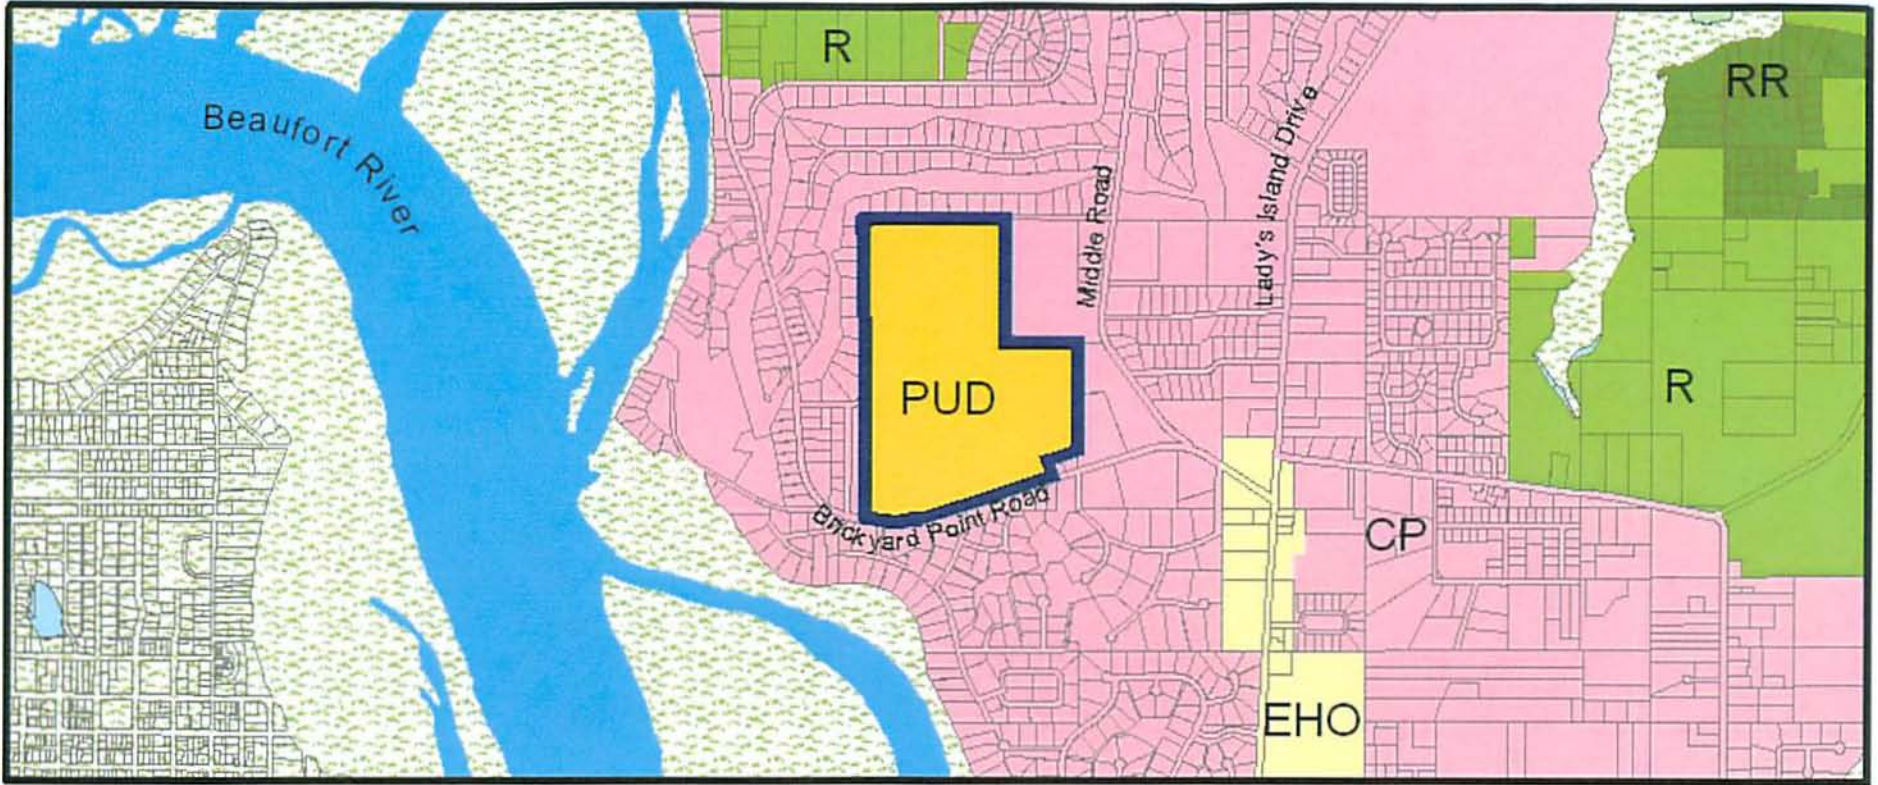 R
RR
Beaufort River
Lady's Island Drive
Middle Road
PUD
R
Brickyard Point Road
CP
EHO